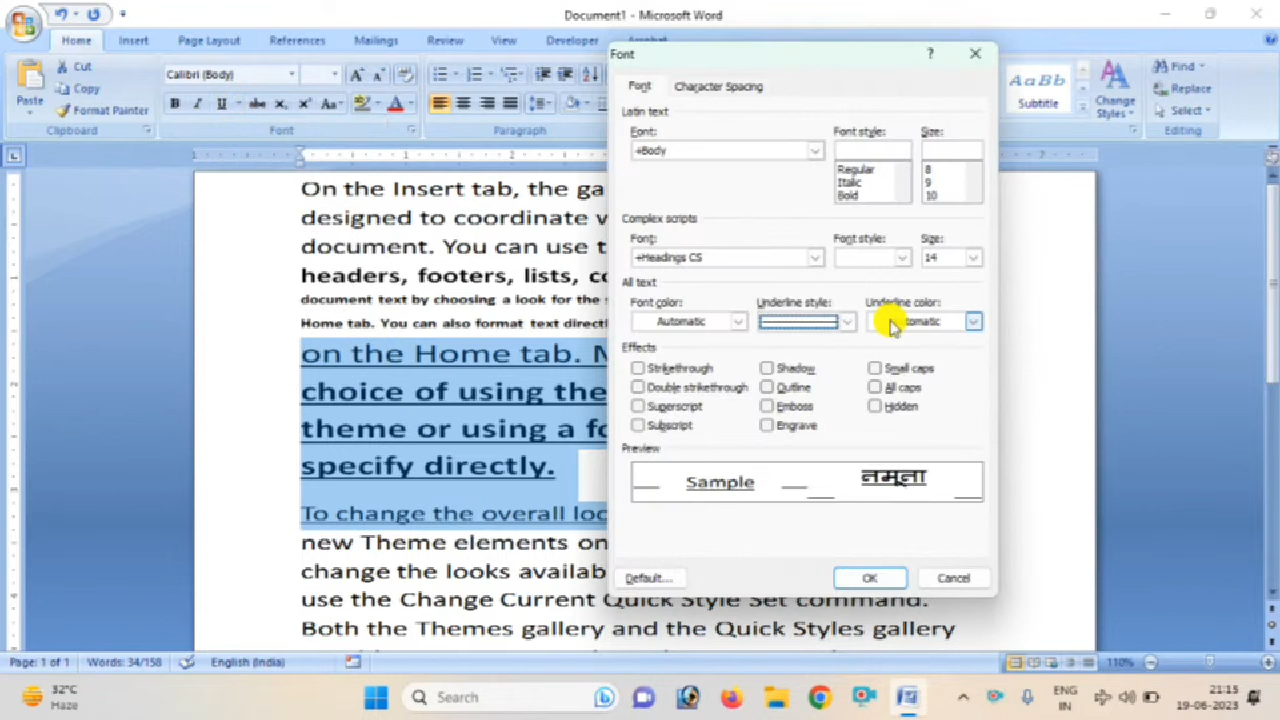 Document1 - Microsoft Word
Home Insert Page Layout References Mailings Review View Developer Acrobat
Paste
Cut
Copy
Format Painter
Clipboard
Calibri (Body)
Font
Paragraph
AaBb
Subtitle
Change Styles
Find
Replace
Select
Editing
Font
Font Character Spacing
Latin text
Font: Font style: Size:
+Body
Regular 8
Italic 9
Bold 10
Complex scripts
Font: Font style: Size:
+Headings CS 14
All text
Font color: Underline style: Underline color:
Automatic
Effects
Strikethrough Shadow Small caps
Double strikethrough Outline All caps
Superscript Emboss Hidden
Subscript Engrave
Preview
Sample नमूना
Default... OK Cancel
On the Insert tab, the ga
designed to coordinate
document. You can use
headers, footers, lists,
document text by choosing a look for the
Home tab. You can also format text
on the Home tab.
choice of using the
theme or using a
specify directly.
To change the overall
new Theme elements on
change the looks availab
use the Change Current Quick Style Set command.
Both the Themes gallery and the Quick Styles gallery
Page: 1 of 1 Words: 34/158 English (India) 110%
32°C
Haze
Search
ENG
IN
21:15
19-06-2023